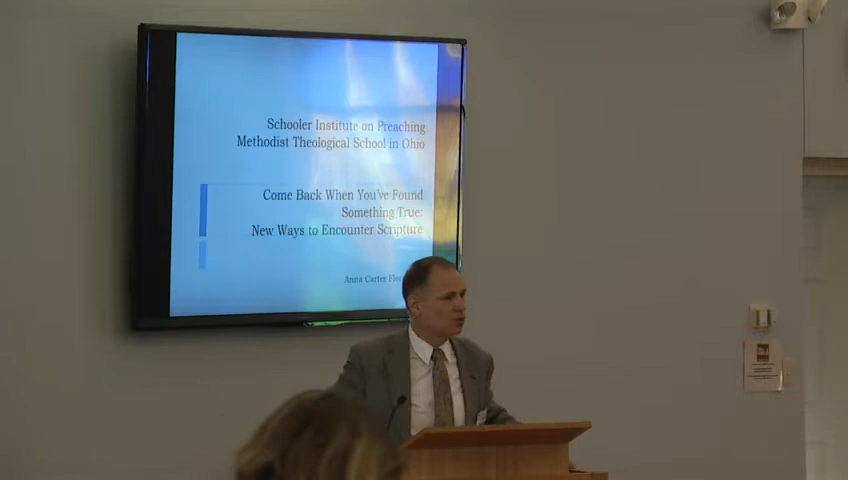 Schooler Institute on Preaching
Methodist Theological School in Ohio
Come Back When You've Found
Something True:
New Ways to Encounter Scripture
Anna Carter